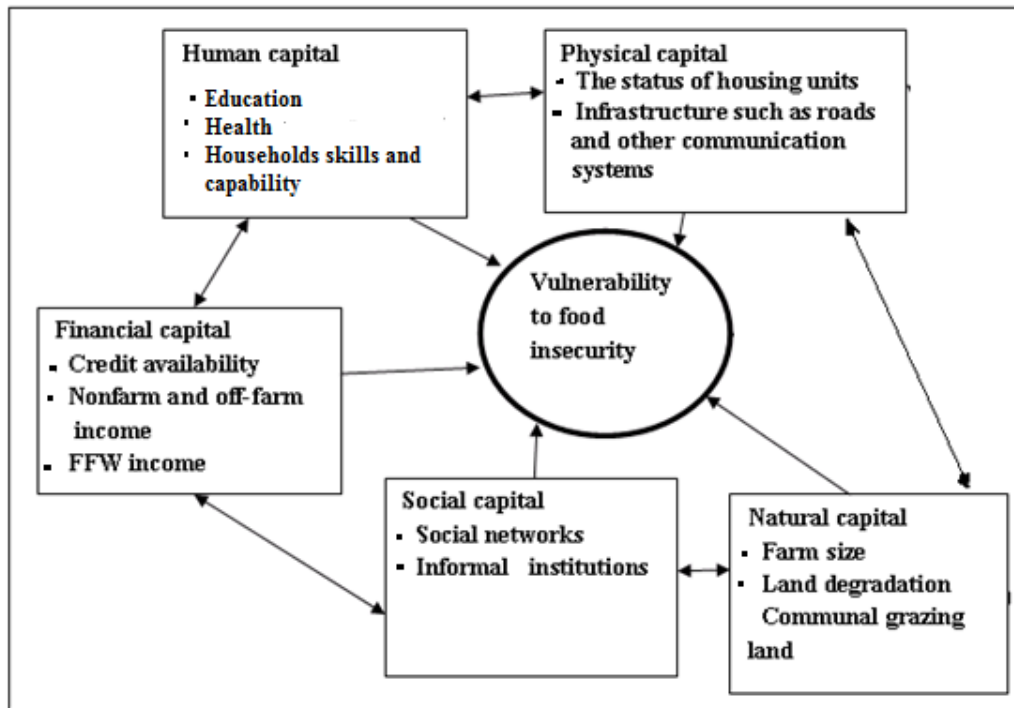 Human capital
▪ Education
▪ Health
▪ Households skills and
capability
Physical capital
▪ The status of housing units
▪ Infrastructure such as roads
and other communication
systems
Vulnerability
to food
insecurity
Financial capital
▪ Credit availability
▪ Nonfarm and off-farm
income
▪ FFW income
Social capital
▪ Social networks
▪ Informal institutions
Natural capital
▪ Farm size
▪ Land degradation
Communal grazing
land